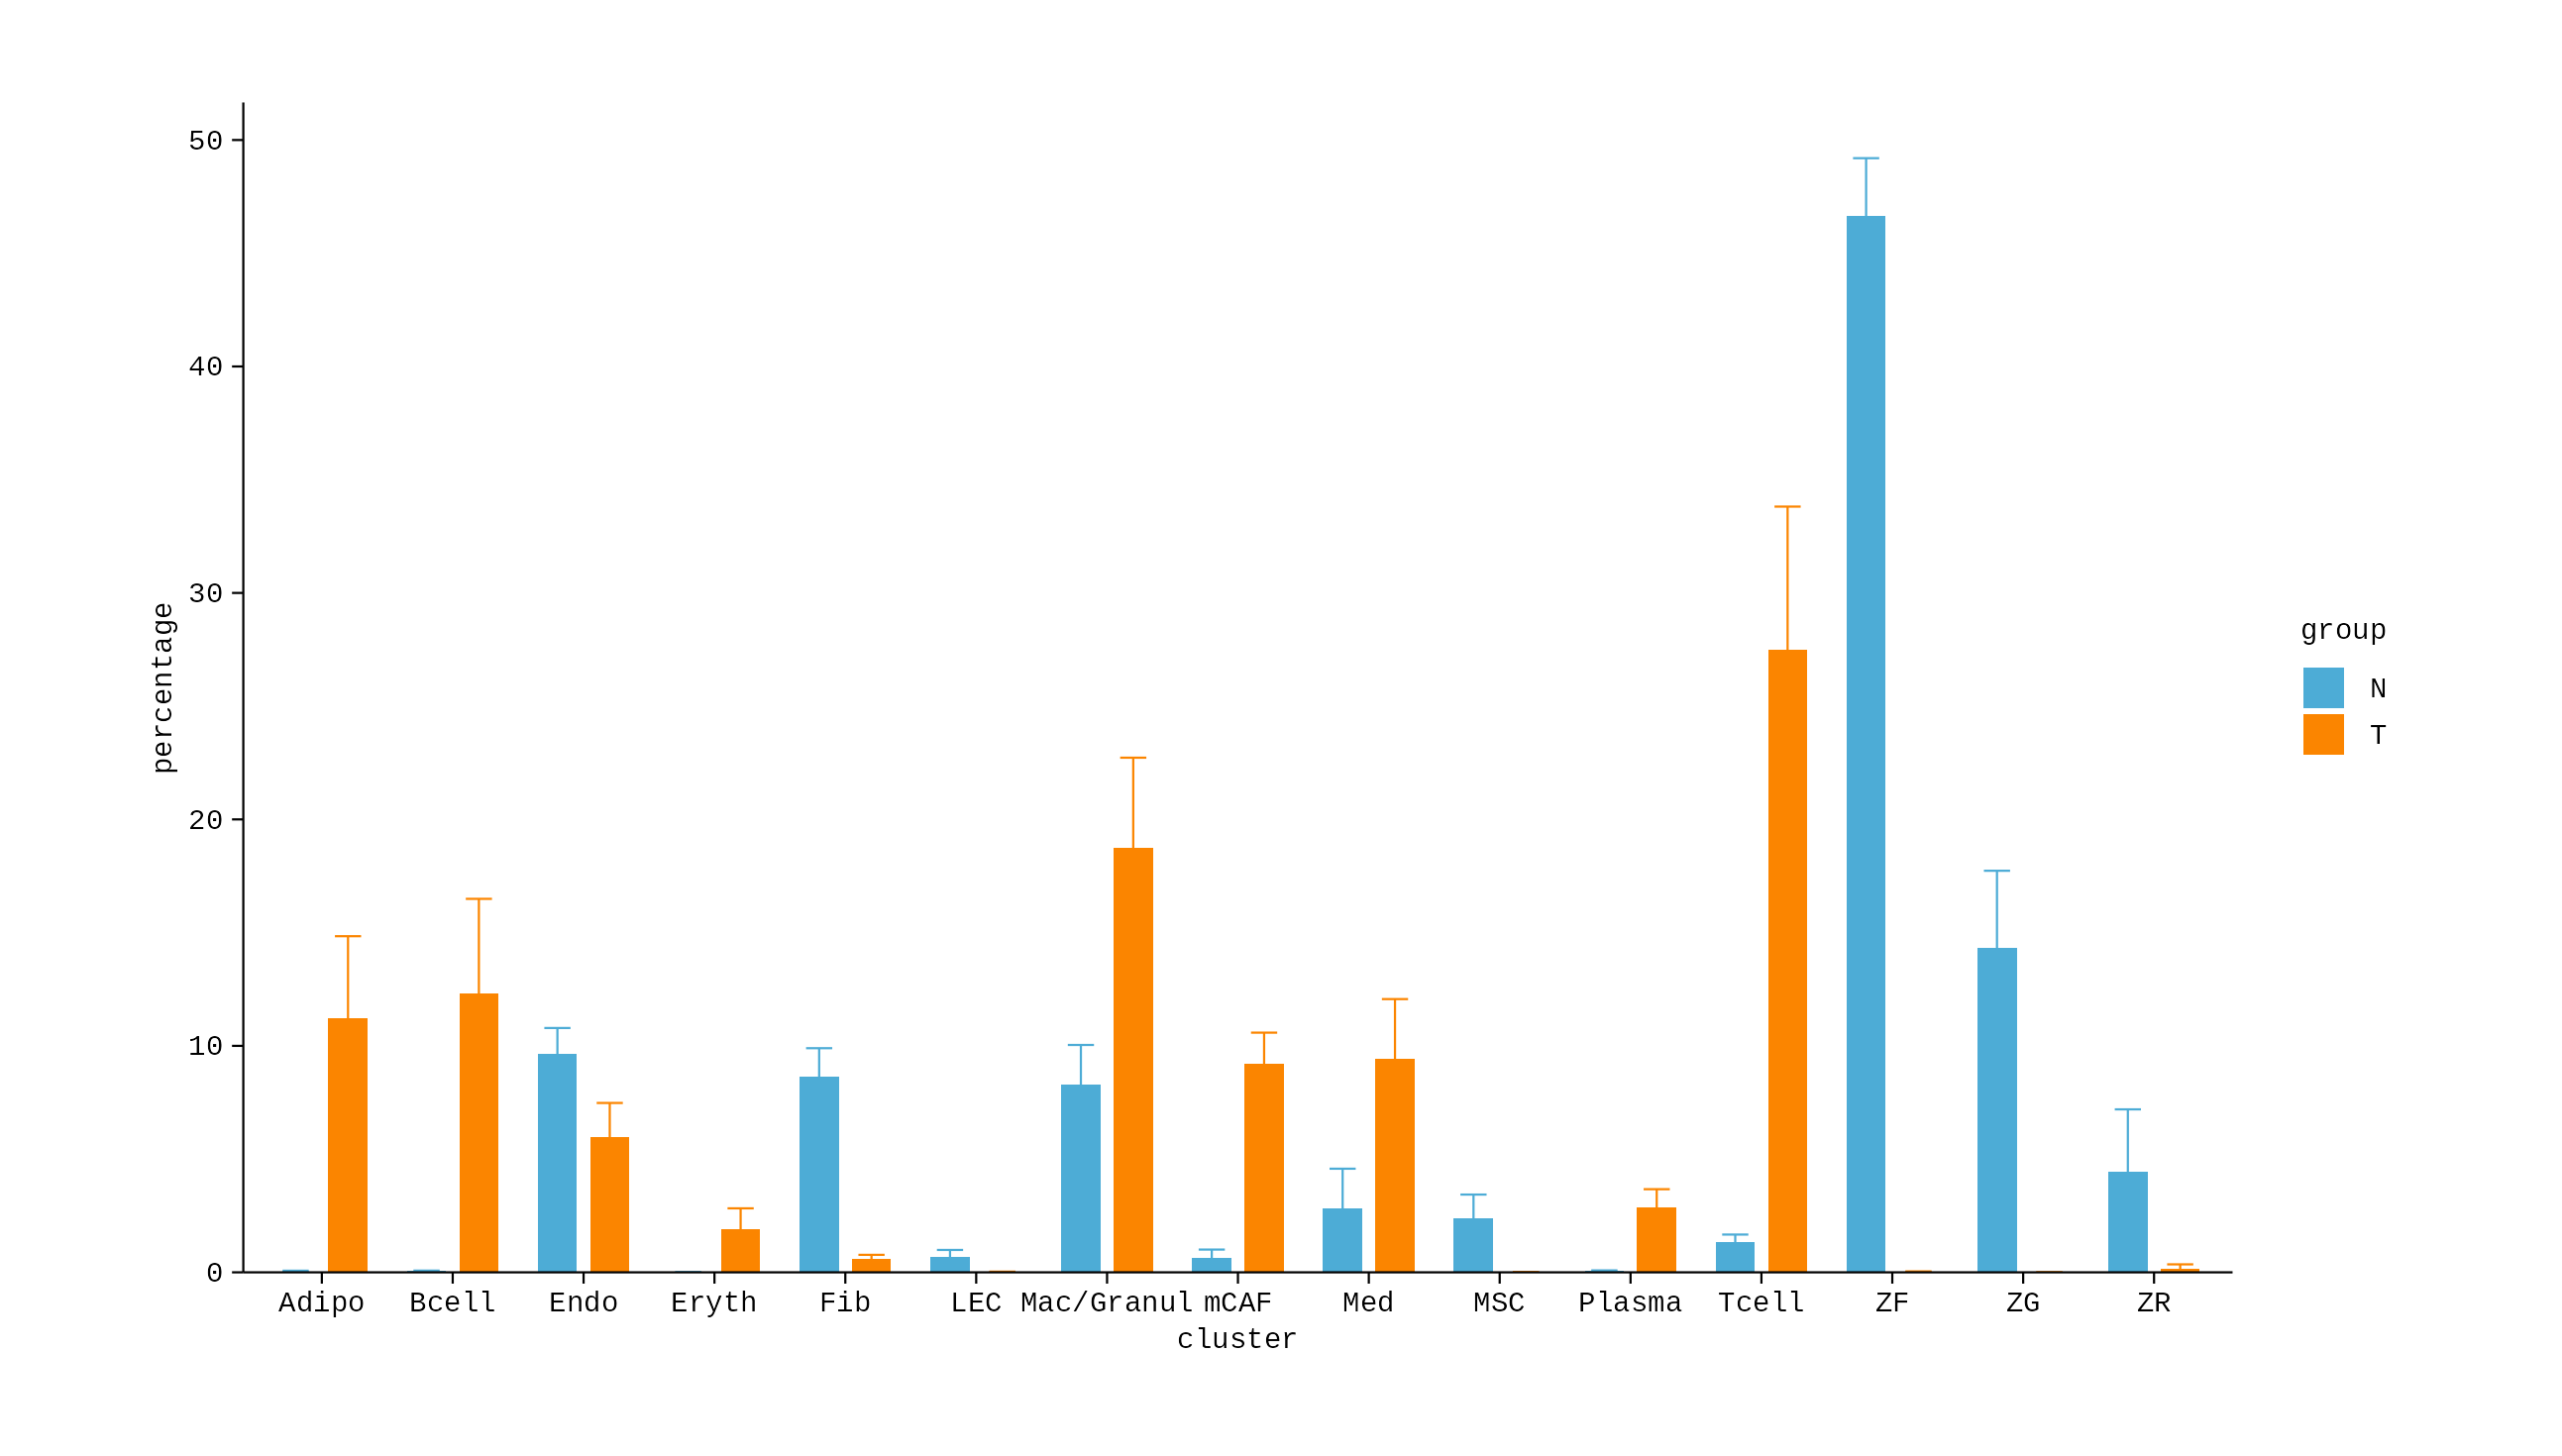 50
40
30
20
10
0
percentage
Adipo Bcell Endo Eryth Fib LEC Mac/Granul mCAF Med MSC Plasma Tcell ZF ZG ZR
cluster
group
N
T